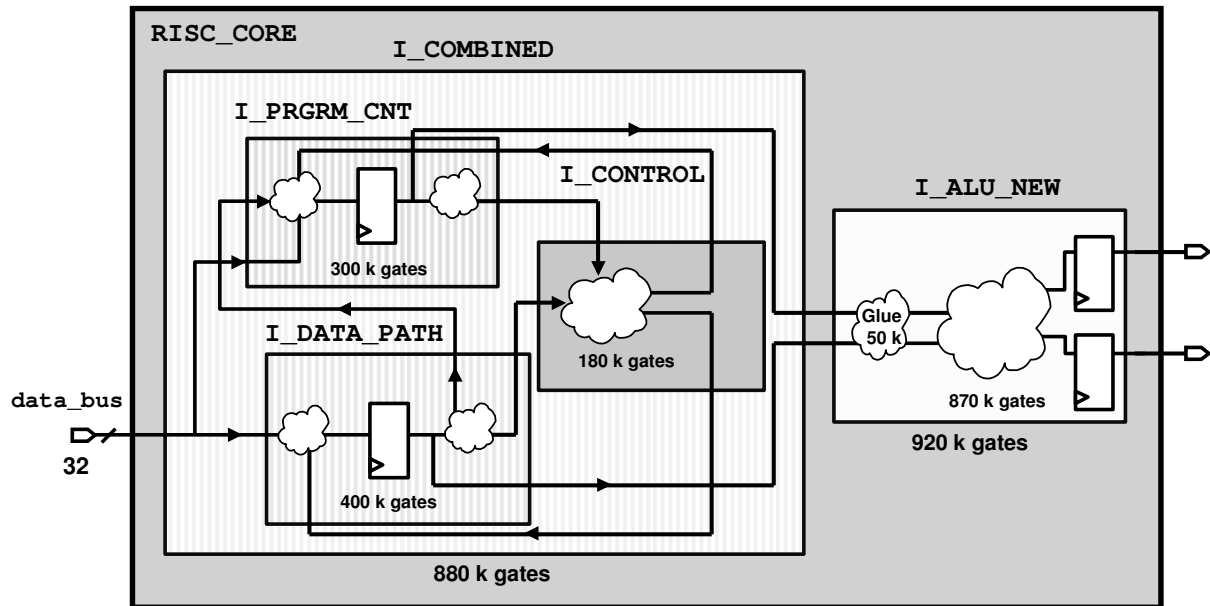 RISC_CORE
I_COMBINED
I_PRGRM_CNT
I_CONTROL
I_ALU_NEW
300 k gates
Glue
50 k
I_DATA_PATH
180 k gates
870 k gates
data_bus
920 k gates
32
400 k gates
880 k gates